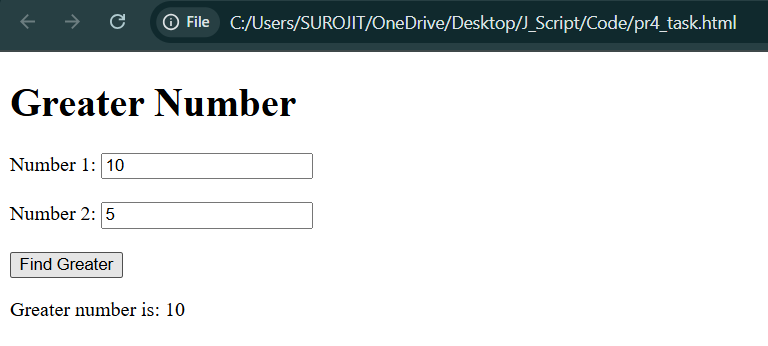 File C:/Users/SUROJIT/OneDrive/Desktop/J_Script/Code/pr4_task.html
Greater Number
Number 1: 10
Number 2: 5
Find Greater
Greater number is: 10